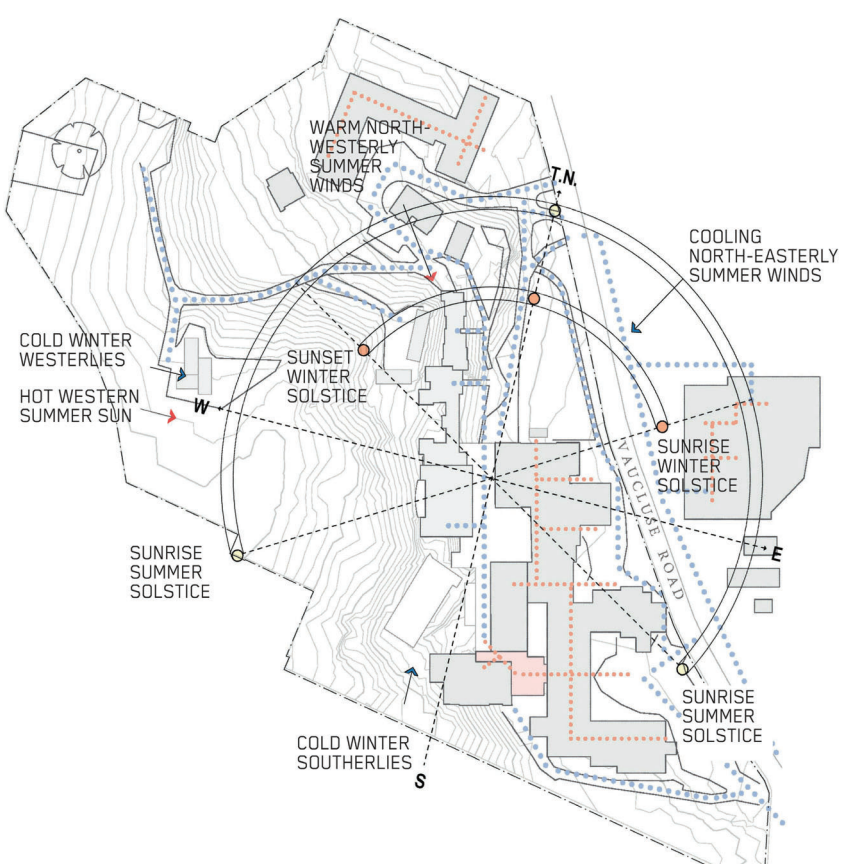 WARM NORTH-
WESTERLY
SUMMER
WINDS
T.N.
COOLING
NORTH-EASTERLY
SUMMER WINDS
COLD WINTER
WESTERLIES
HOT WESTERN
SUMMER SUN
W
SUNSET
WINTER
SOLSTICE
SUNRISE
WINTER
SOLSTICE
VAUCLUSE ROAD
E
SUNRISE
SUMMER
SOLSTICE
SUNRISE
SUMMER
SOLSTICE
COLD WINTER
SOUTHERLIES
S